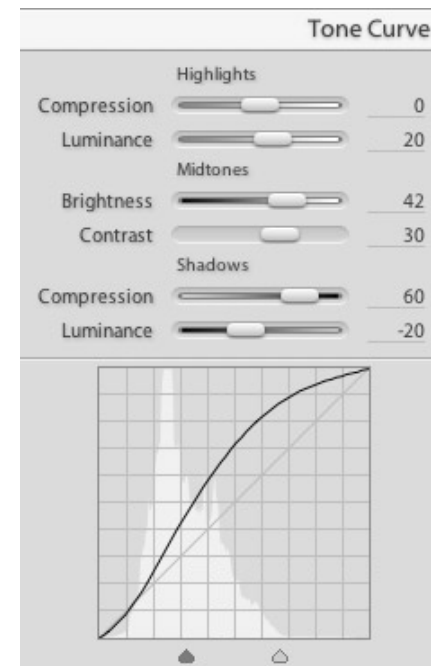 Tone Curve
Highlights
Compression 0
Luminance 20
Midtones
Brightness 42
Contrast 30
Shadows
Compression 60
Luminance -20